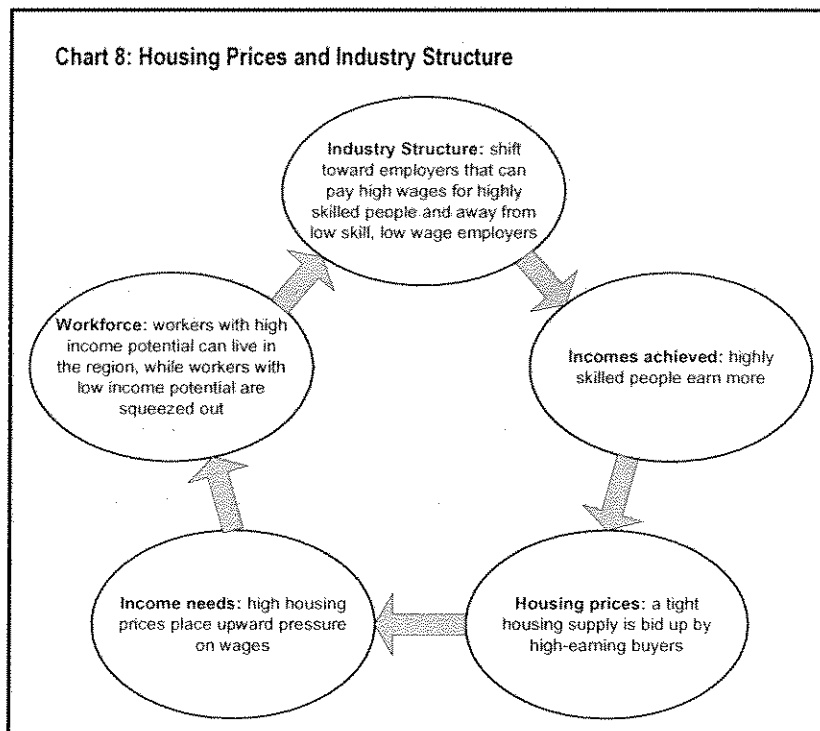 Chart 8: Housing Prices and Industry Structure
Industry Structure: shift
toward employers that can
pay high wages for highly
skilled people and away from
low skill, low wage employers
Workforce: workers with high
income potential can live in
the region, while workers with
low income potential are
squeezed out
Incomes achieved: highly
skilled people earn more
Income needs: high housing
prices place upward pressure
on wages
Housing prices: a tight
housing supply is bid up by
high-earning buyers